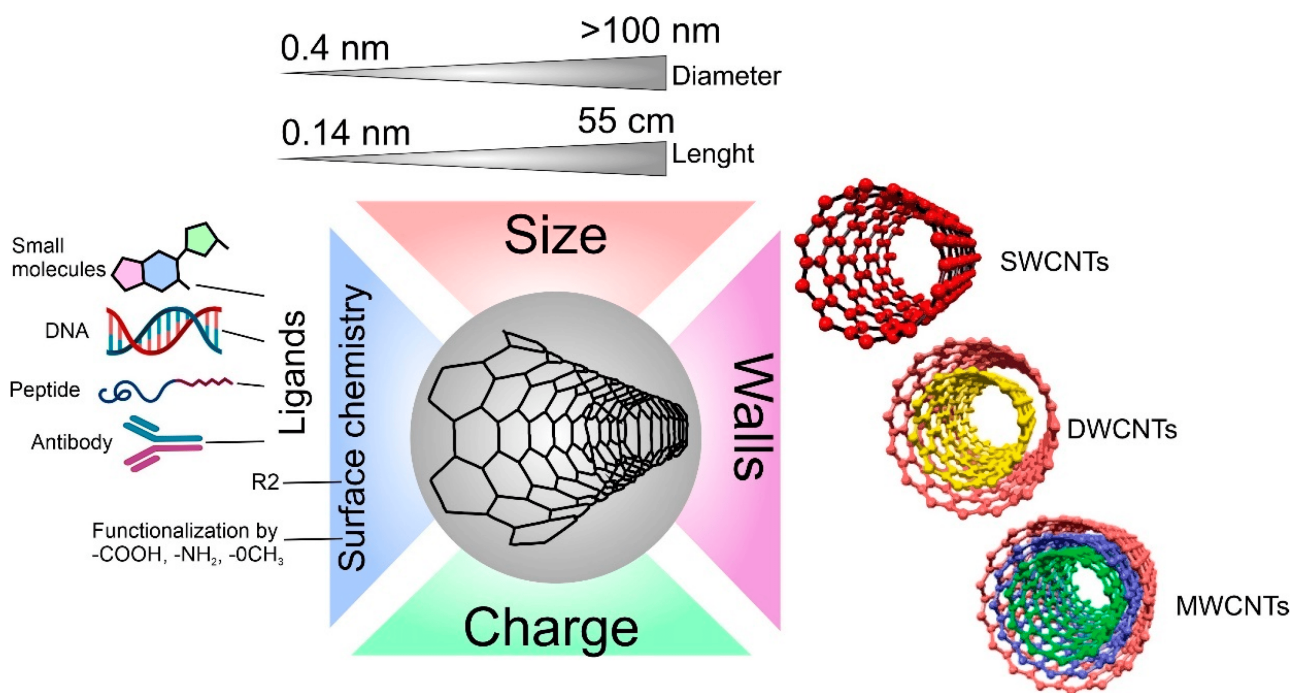 0.4 nm
>100 nm
Diameter
0.14 nm
55 cm
Lenght
Size
Small
molecules
DNA
Peptide
Antibody
Ligands
R2
Functionalization by
-COOH, -NH₂, -0CH₃
Surface chemistry
Walls
Charge
SWCNTs
DWCNTs
MWCNTs